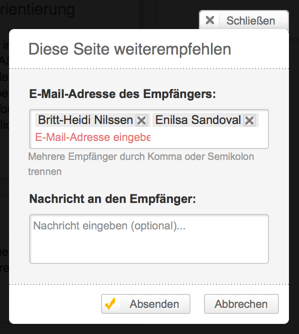 rientierung
Schließen
Diese Seite weiterempfehlen
E-Mail-Adresse des Empfängers:
Britt-Heidi Nilssen Enilsa Sandoval
E-Mail-Adresse eingebe
Mehrere Empfänger durch Komma oder Semikolon
trennen
Nachricht an den Empfänger:
Nachricht eingeben (optional)...
Absenden Abbrechen